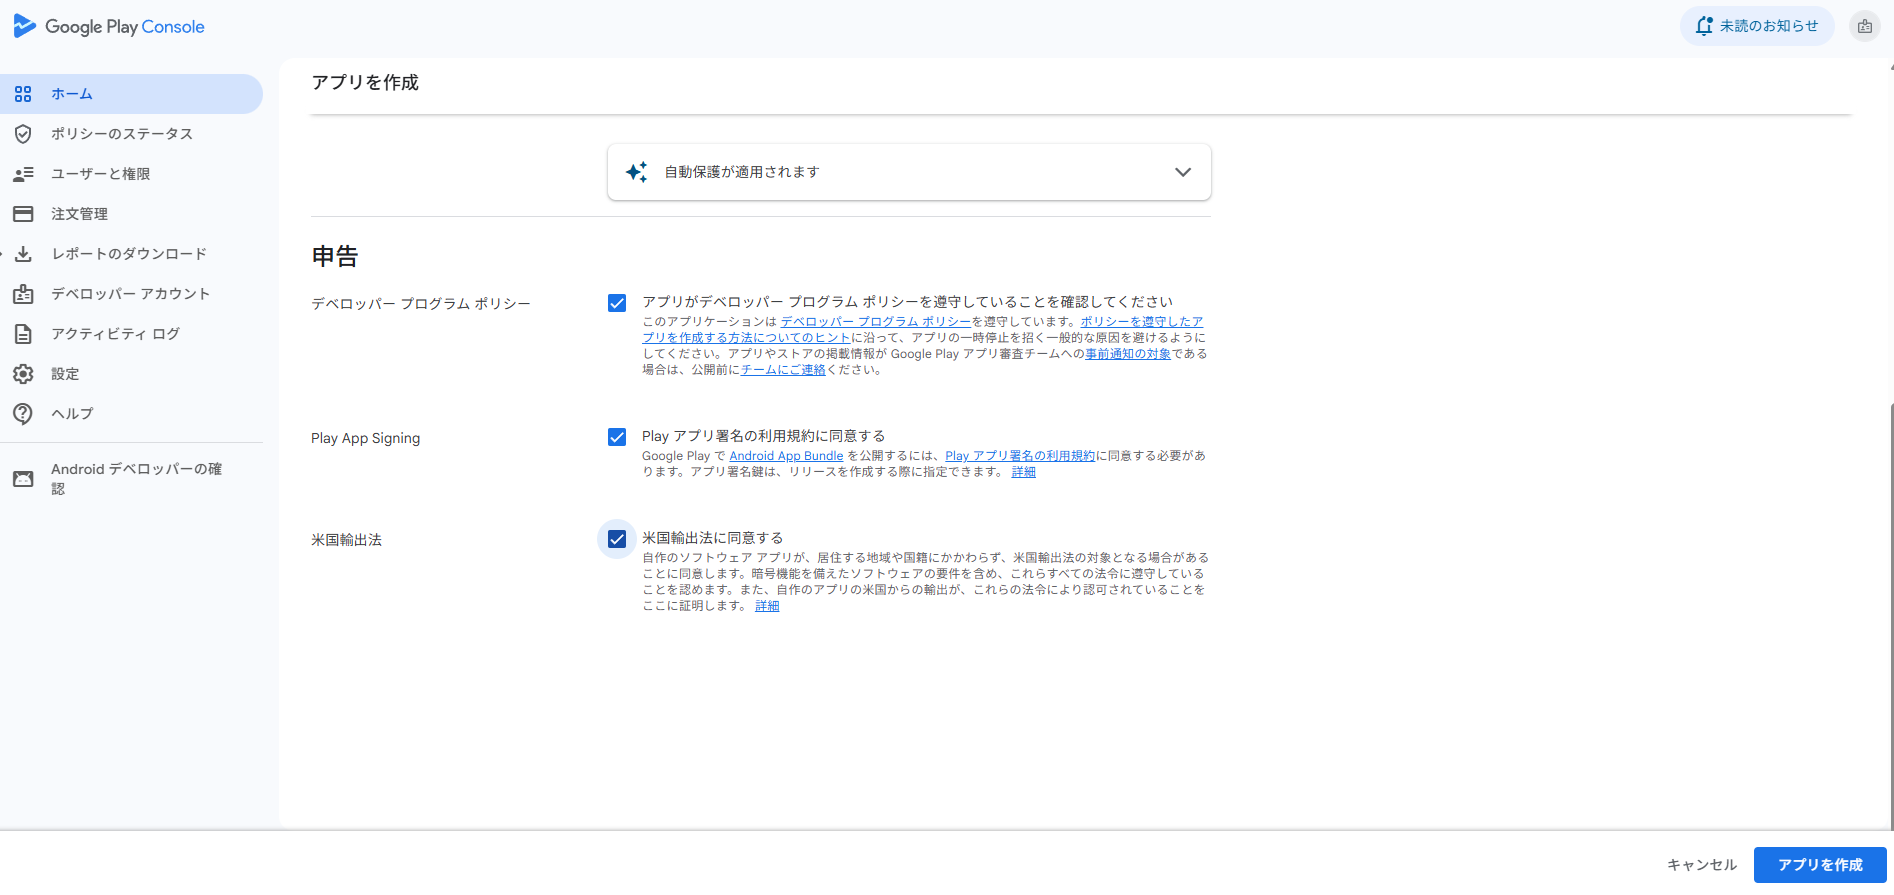 Google Play Console
未読のお知らせ
ホーム
ポリシーのステータス
ユーザーと権限
注文管理
レポートのダウンロード
デベロッパー アカウント
アクティビティ ログ
設定
ヘルプ
Android デベロッパーの確
認
アプリを作成
自動保護が適用されます
申告
デベロッパー プログラム ポリシー
アプリがデベロッパー プログラム ポリシーを遵守していることを確認してください
このアプリケーションは デベロッパー プログラム ポリシーを遵守しています。ポリシーを遵守したア
プリを作成する方法についてのヒントに沿って、アプリの一時停止を招く一般的な原因を避けるように
してください。アプリやストアの掲載情報が Google Play アプリ審査チームへの事前通知の対象である
場合は、公開前にチームにご連絡ください。
Play App Signing
Play アプリ署名の利用規約に同意する
Google Play で Android App Bundle を公開するには、Play アプリ署名の利用規約に同意する必要があ
ります。アプリ署名鍵は、リリースを作成する際に指定できます。 詳細
米国輸出法
米国輸出法に同意する
自作のソフトウェア アプリが、居住する地域や国籍にかかわらず、米国輸出法の対象となる場合がある
ことに同意します。暗号機能を備えたソフトウェアの要件を含め、これらすべての法令に遵守している
ことを認めます。また、自作のアプリの米国からの輸出が、これらの法令により認可されていることを
ここに証明します。 詳細
キャンセル
アプリを作成